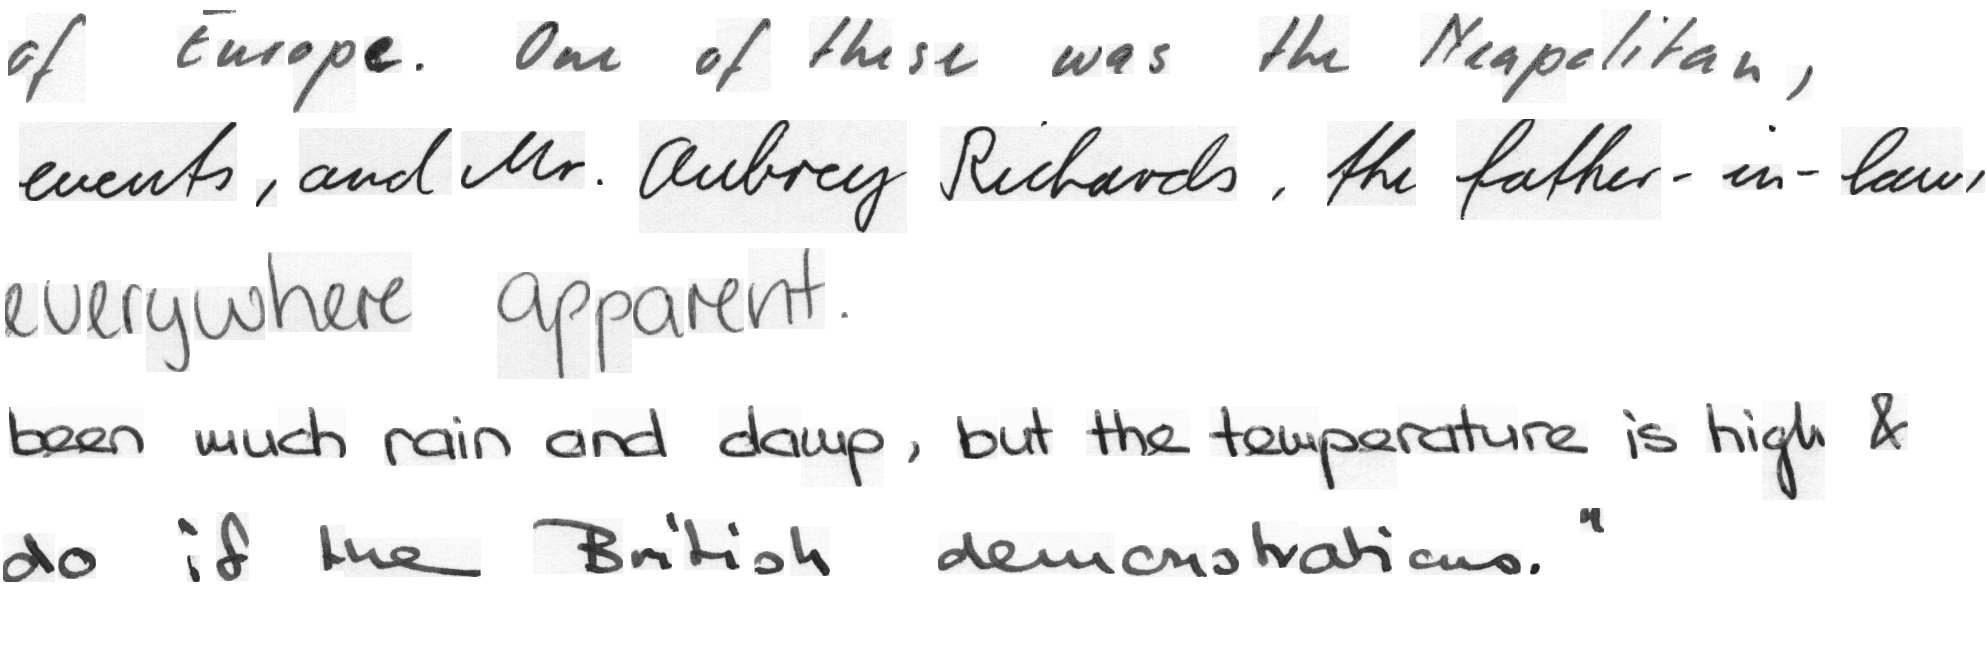 of Europe. One of these was the Neapolitan,
events, and Mr. Aubrey Richards, the father-in-law,
everywhere apparent.
been much rain and damp, but the temperature is high &
do if the British demonstrations."